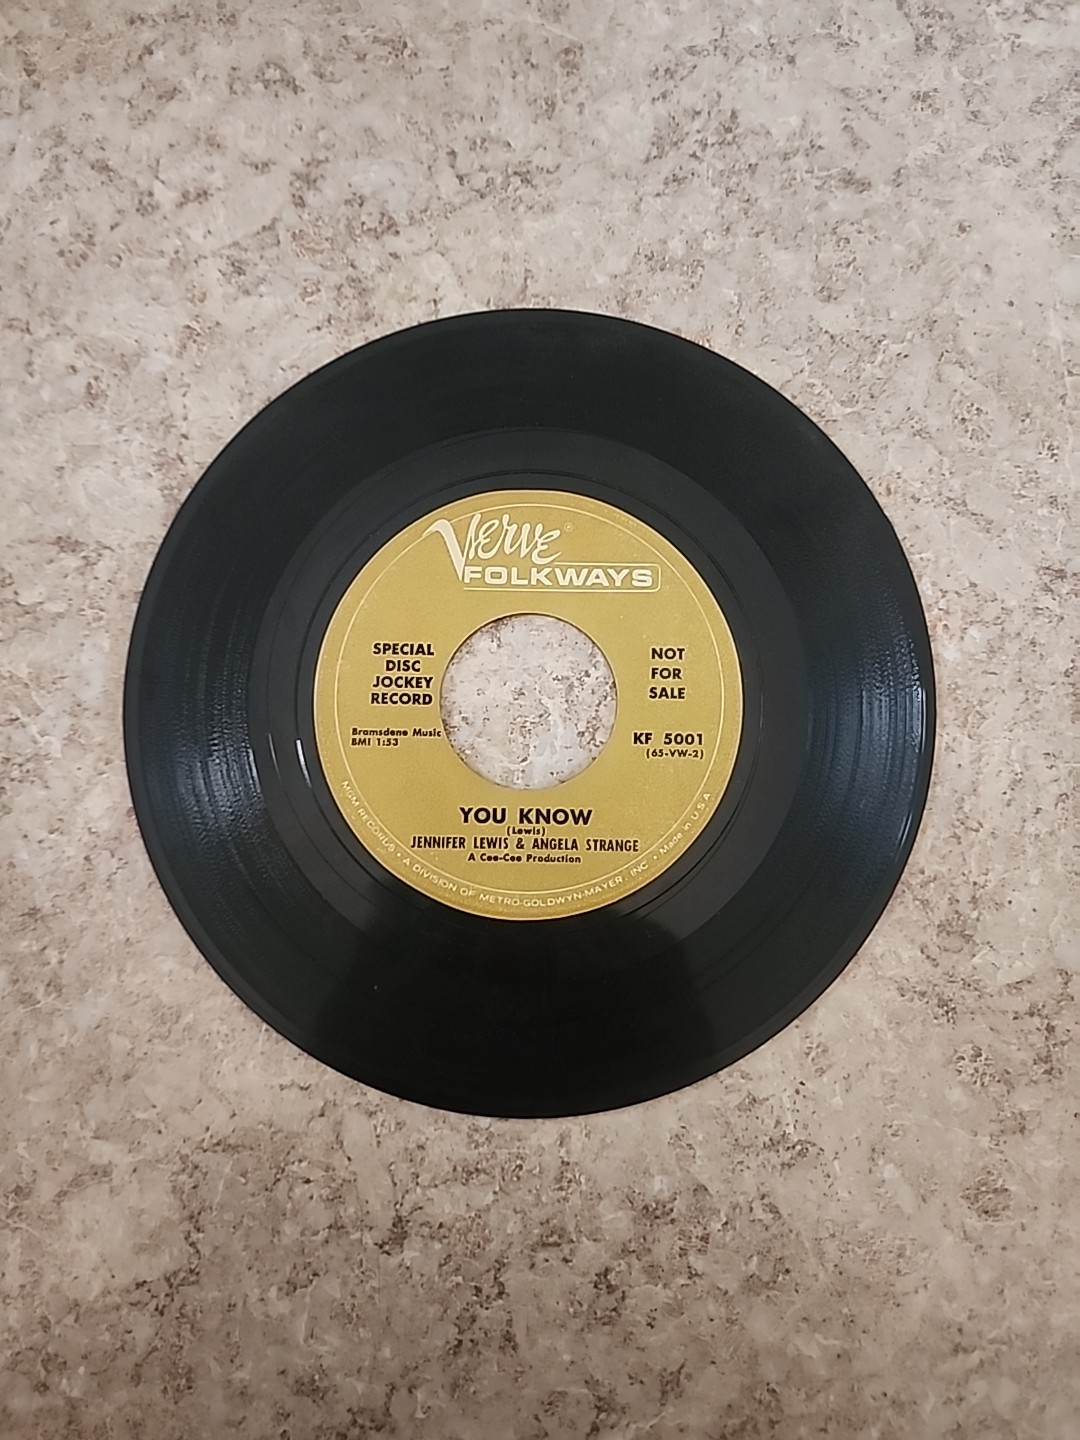 Verve ®
FOLKWAYS
SPECIAL
DISC
JOCKEY
RECORD
NOT
FOR
SALE
Bramsdene Music
BMI 1:53
KF 5001
(65-VW-2)
YOU KNOW
(Lewis)
JENNIFER LEWIS & ANGELA STRANGE
A Cee-Cee Production
MGM RECORDS • A DIVISION OF METRO-GOLDWYN-MAYER, INC. • Made in U.S.A.